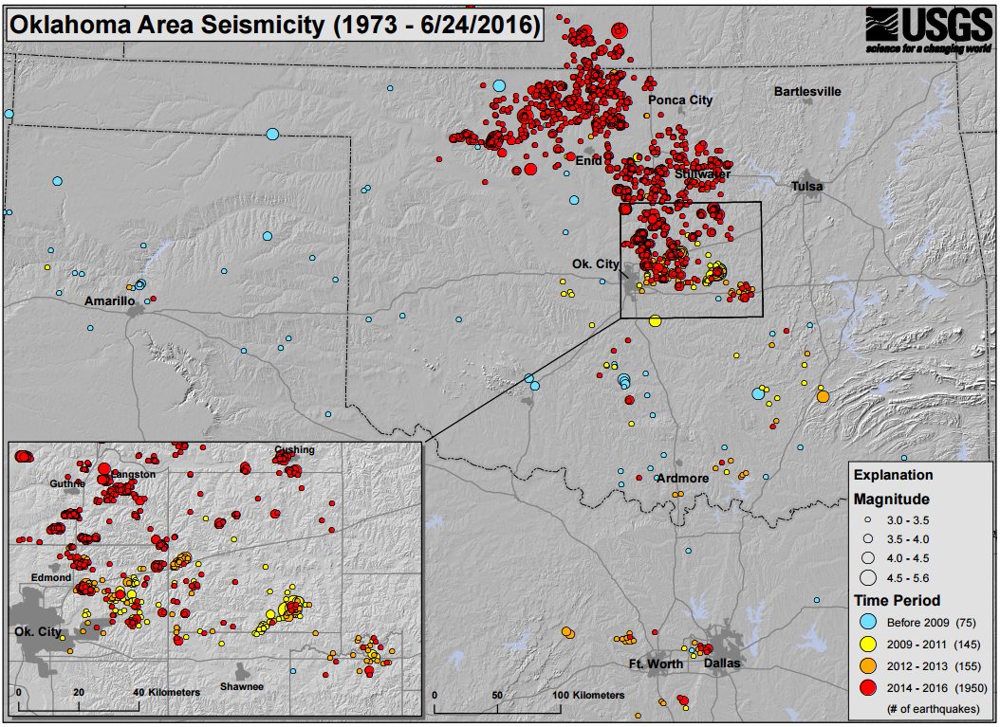 Oklahoma Area Seismicity (1973 - 6/24/2016)
USGS
science for a changing world
Ponca City
Bartlesville
Enid
Stillwater
Tulsa
Ok. City
Amarillo
Ardmore
Ft. Worth
Dallas
Cushing
Langston
Guthrie
Edmond
Ok. City
Shawnee
0 20 40 Kilometers
0 50 100 Kilometers
Explanation
Magnitude
3.0 - 3.5
3.5 - 4.0
4.0 - 4.5
4.5 - 5.6
Time Period
Before 2009 (75)
2009 - 2011 (145)
2012 - 2013 (155)
2014 - 2016 (1950)
(# of earthquakes)